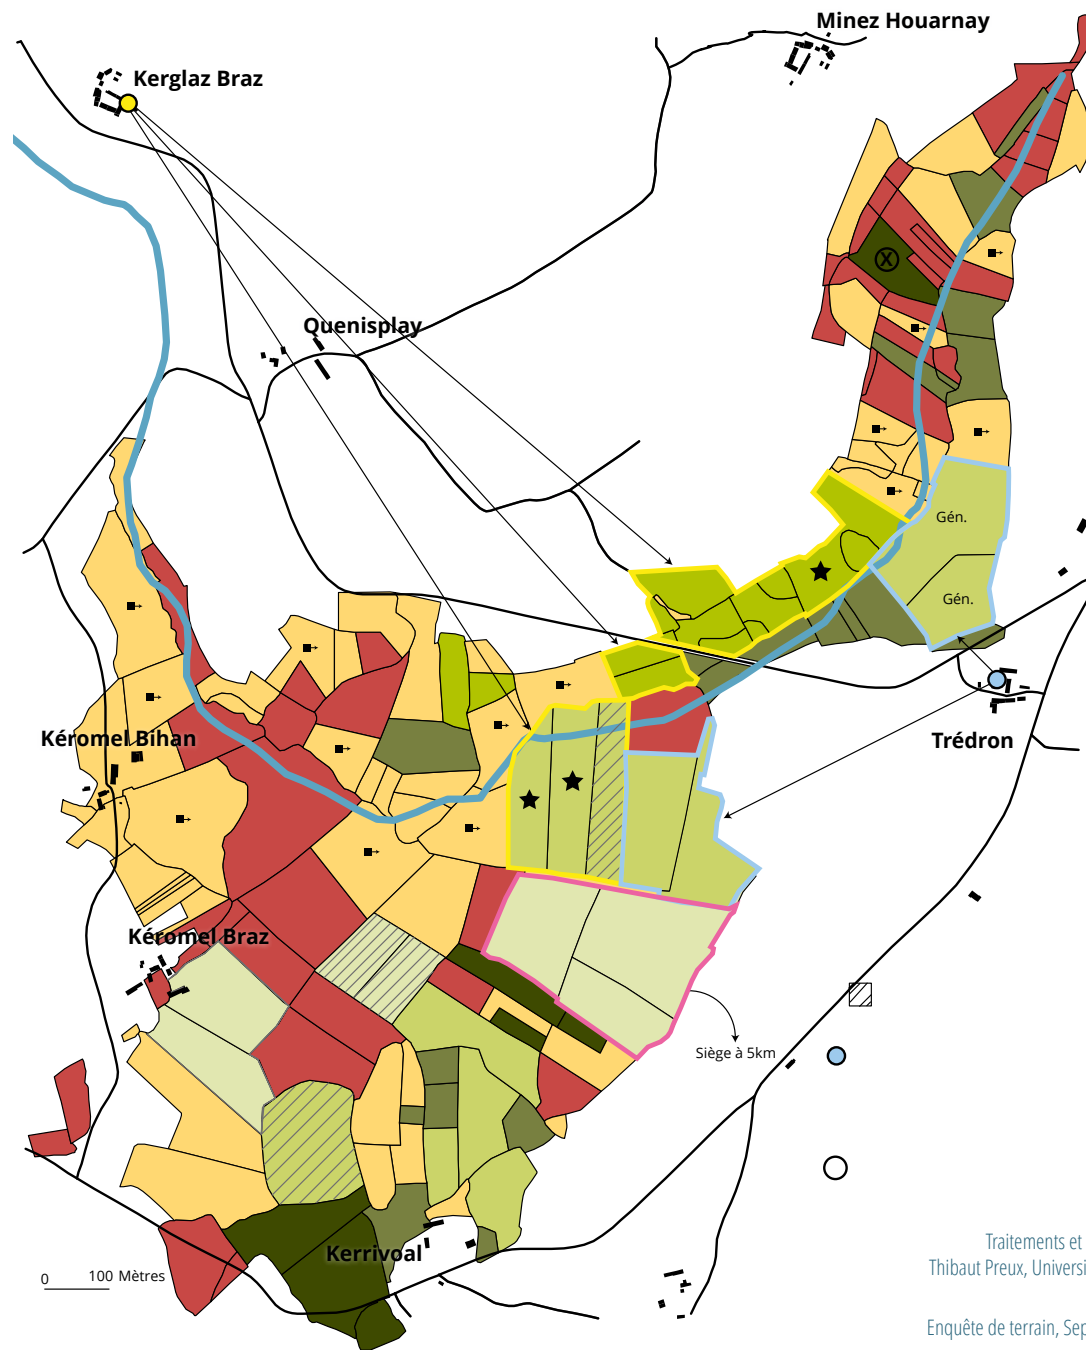 Minez Houarnay
Kerglaz Braz
X
Quenisplay
Gén.
Gén.
Kéromel Bihan
Trédron
Kéromel Braz
Siège à 5km
Kerrivoal
0 100 Mètres
Traitements et
Thibaut Preux, Universi
Enquête de terrain, Sep